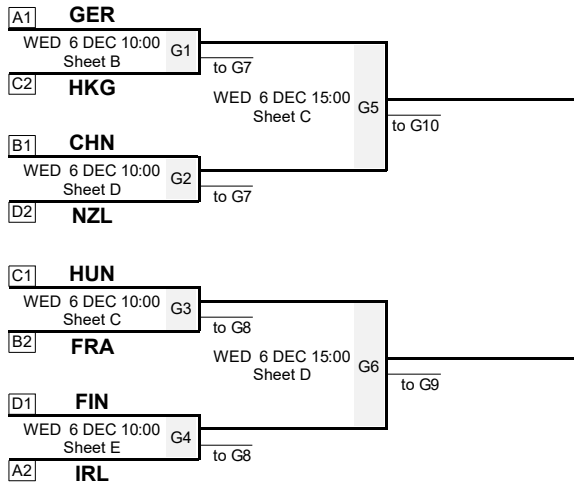 A1 GER
WED 6 DEC 10:00
Sheet B
G1
to G7
C2 HKG
WED 6 DEC 15:00
Sheet C
G5
to G10
B1 CHN
WED 6 DEC 10:00
Sheet D
G2
to G7
D2 NZL
C1 HUN
WED 6 DEC 10:00
Sheet C
G3
to G8
B2 FRA
WED 6 DEC 15:00
Sheet D
G6
to G9
D1 FIN
WED 6 DEC 10:00
Sheet E
G4
to G8
A2 IRL